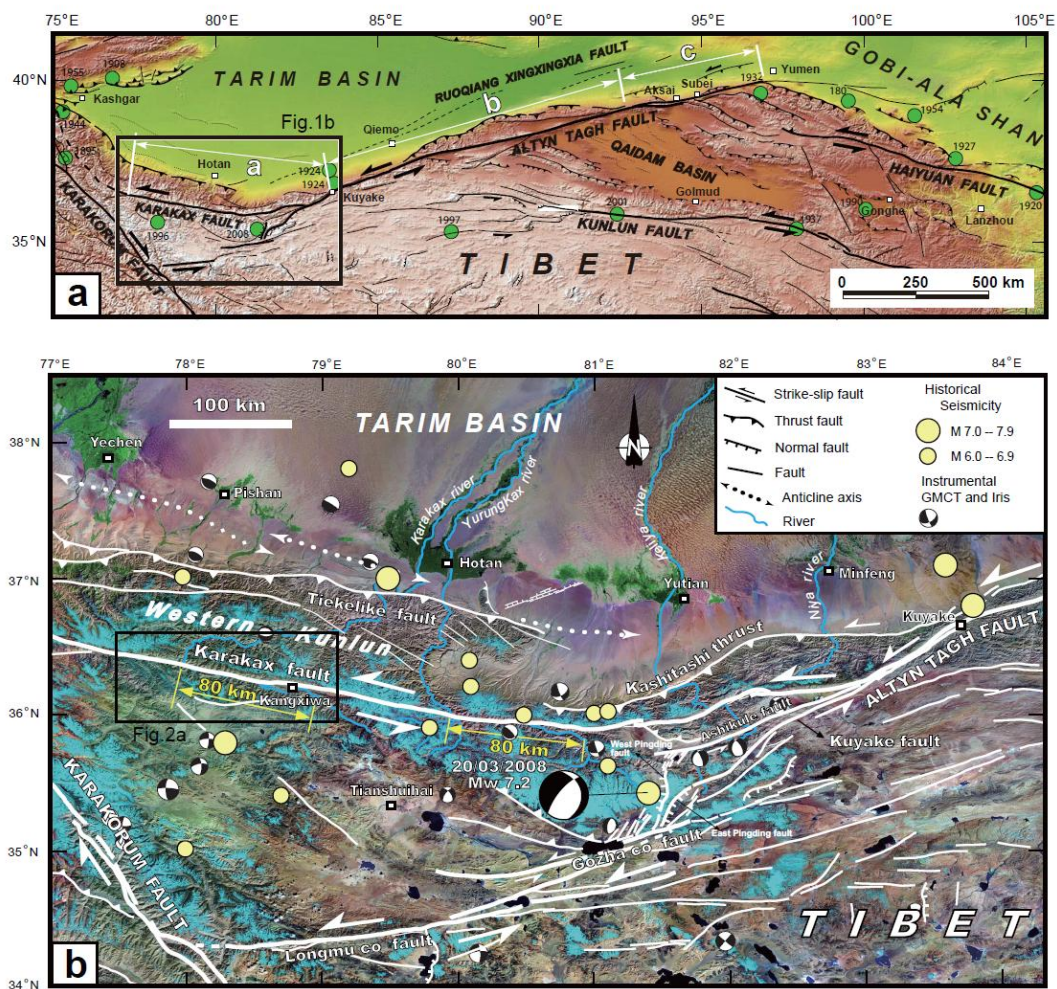 75°E
80°E
85°E
90°E
95°E
100°E
105°E
40°N
35°N
1955
1908
Kashgar
1944
1895
TARIM BASIN
RUOQIANG XINGXINGXIA FAULT
c
b
Fig.1b
Qiemo
Hotan
a
1924
1924
Kuyake
KARAKAX FAULT
1996
2008
KARAKORUM FAULT
ALTYN TAGH FAULT
Aksai
Subei
1932
Yumen
180
1954
GOBI-ALA SHAN
1927
QAIDAM BASIN
Golmud
HAIYUAN FAULT
1990
Gonghe
Lanzhou
1920
1997
2001
1937
KUNLUN FAULT
TIBET
a
0 250 500 km
77°E
78°E
79°E
80°E
81°E
82°E
83°E
84°E
38°N
37°N
36°N
35°N
34°N
100 km
TARIM BASIN
N
Strike-slip fault
Thrust fault
Normal fault
Fault
Anticline axis
River
Historical
Seismicity
M 7.0 -- 7.9
M 6.0 -- 6.9
Instrumental
GMCT and Iris
Yechen
Pishan
Karakax river
YurungKax river
Keliya river
Niya river
Hotan
Yutian
Minfeng
Kuyake
Tiekelike fault
Western Kunlun
Karakax fault
80 km
Kangxiwa
Fig.2a
Kashitashi thrust
ALTYN TAGH FAULT
Ashikule fault
Kuyake fault
80 km
West Pingding
fault
20/03/2008
Mw 7.2
Tianshuihai
East Pingding fault
Gozha co fault
KARAKORUM FAULT
Longmu co fault
TIBET
b